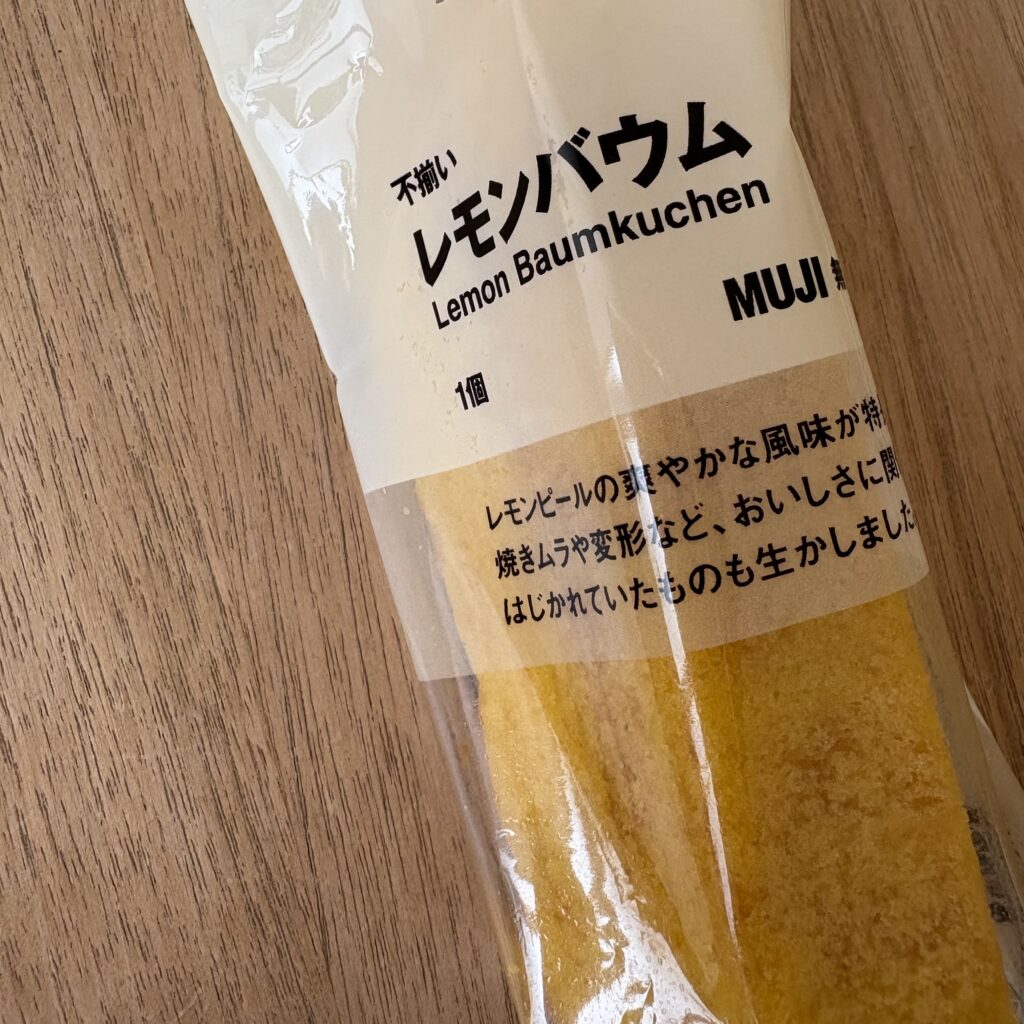 不揃い
レモンバウム
Lemon Baumkuchen
MUJI
1個
レモンピールの爽やかな風味が特
焼きムラや変形など、おいしさに関
はじかれていたものも生かしました